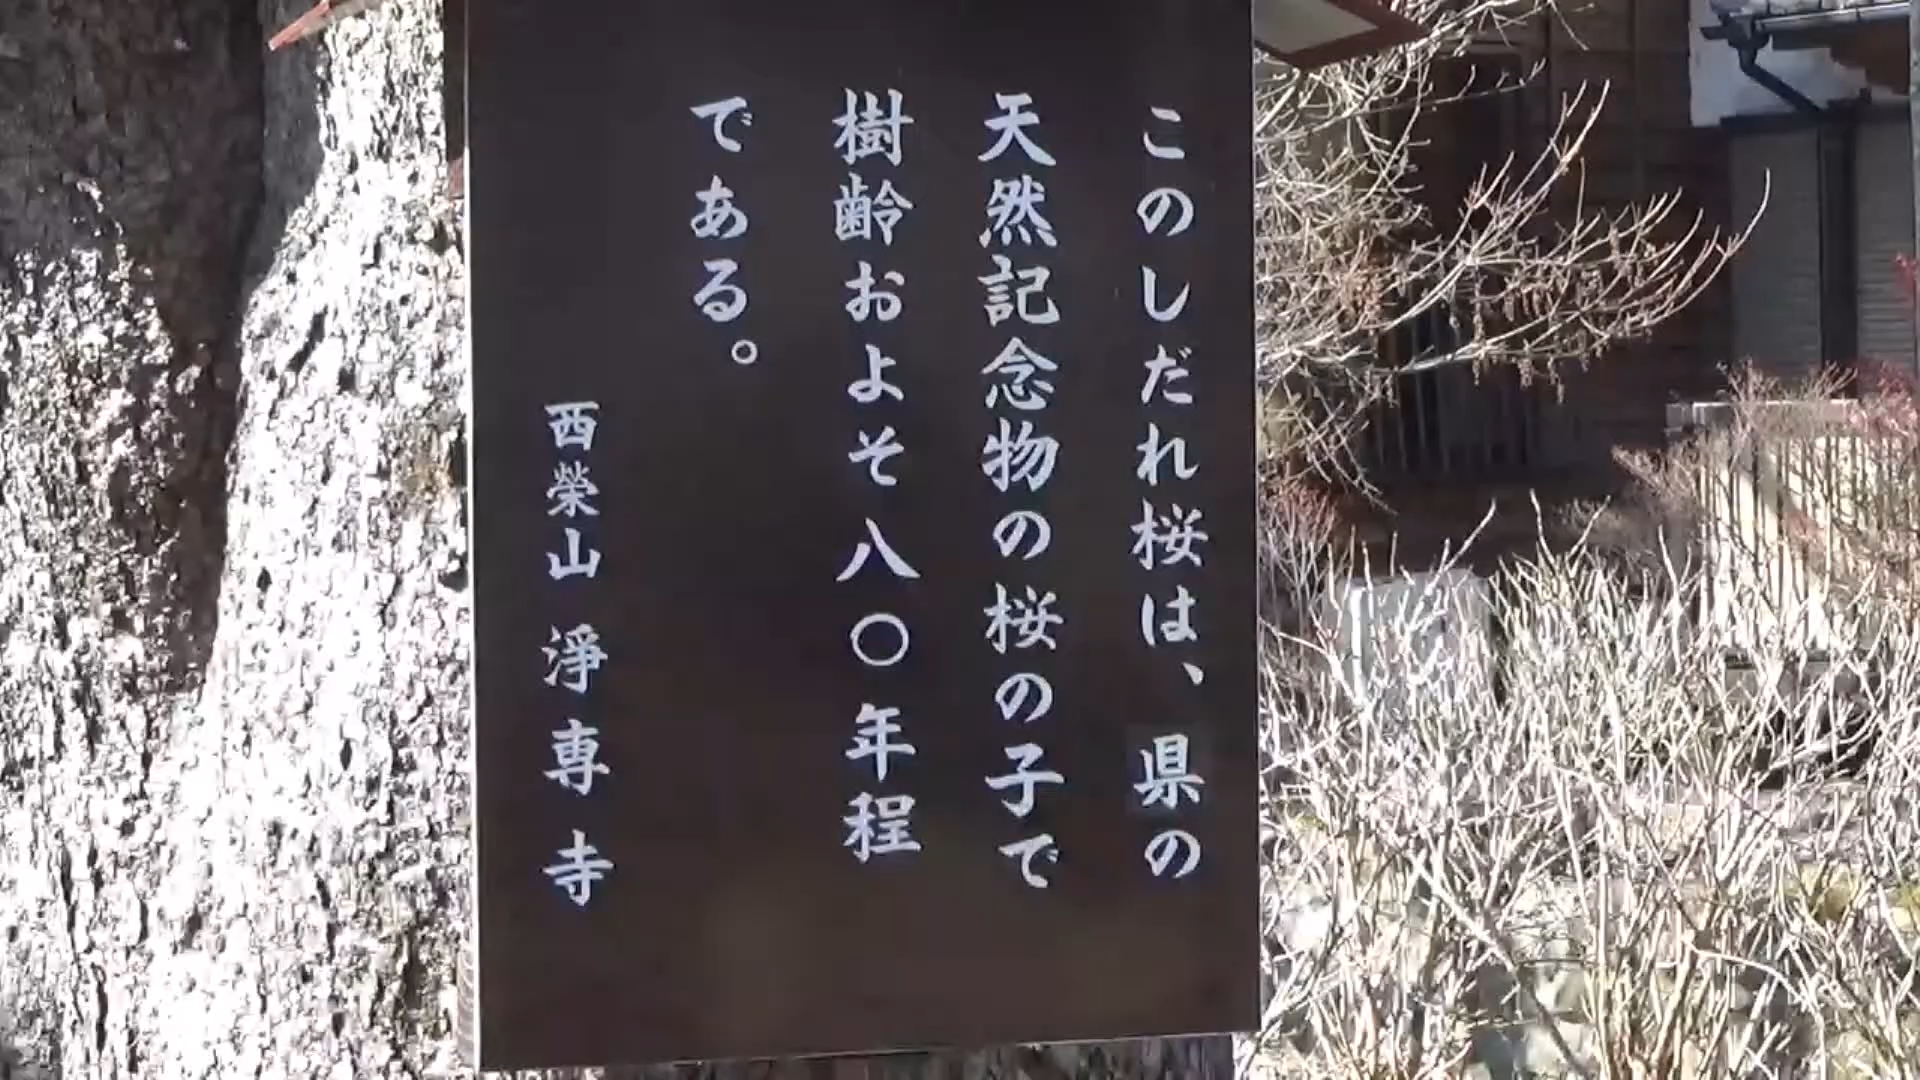 このしだれ桜は、県の
天然記念物の桜の子で
樹齢およそ八〇年程
である。
西榮山 淨専寺